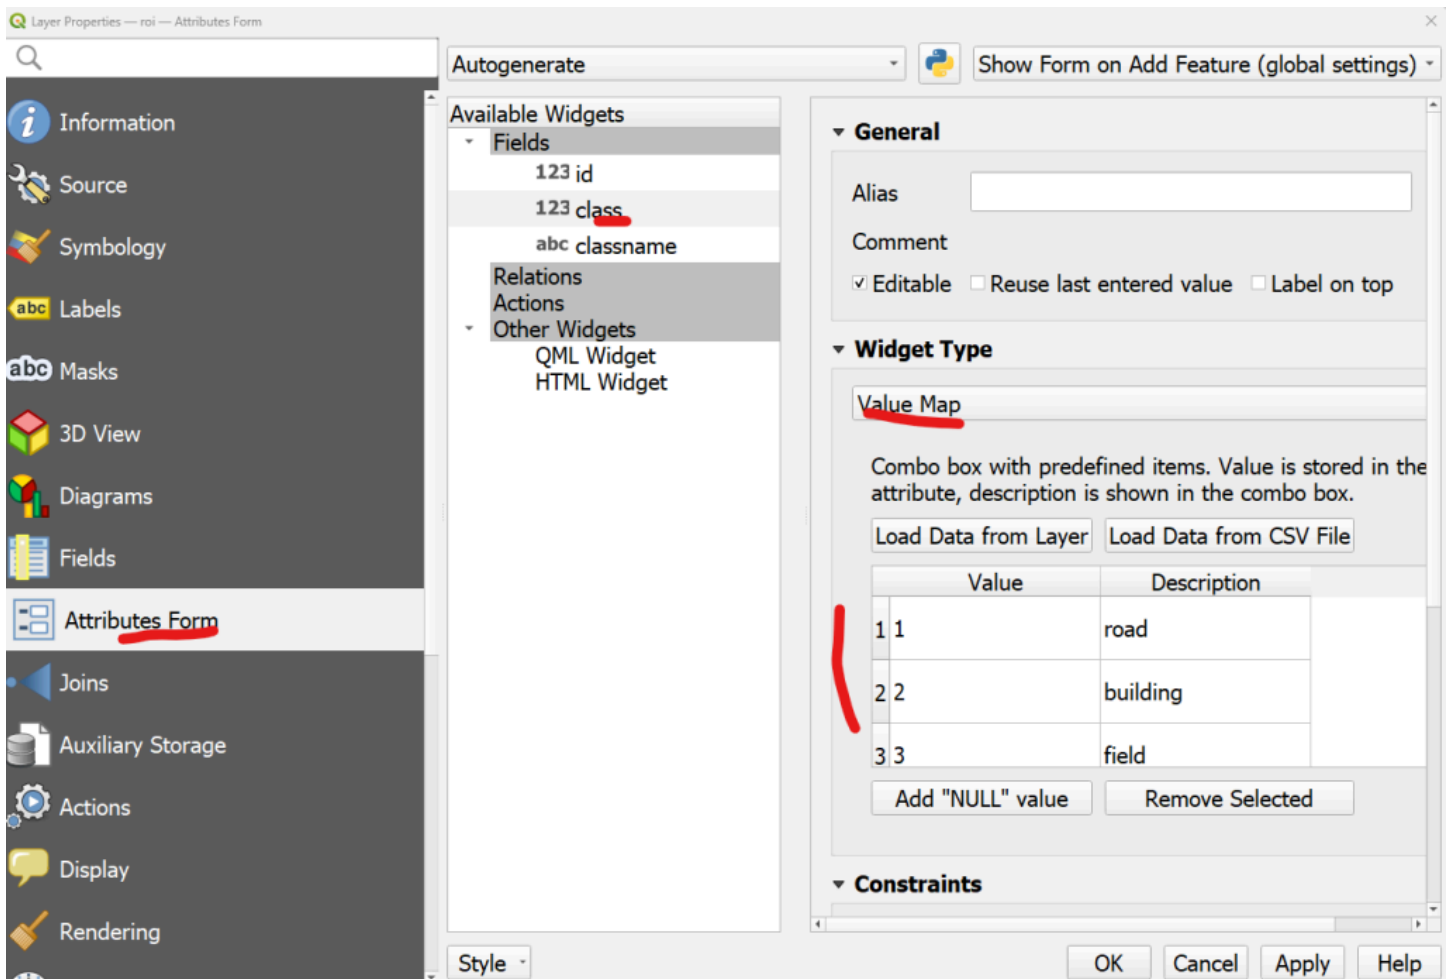 Layer Properties — roi — Attributes Form
Autogenerate
Show Form on Add Feature (global settings)
Information
Source
Symbology
abc Labels
abc Masks
3D View
Diagrams
Fields
Attributes Form
Joins
Auxiliary Storage
Actions
Display
Rendering
Available Widgets
Fields
123 id
123 class
abc classname
Relations
Actions
Other Widgets
QML Widget
HTML Widget
Style
General
Alias
Comment
Editable Reuse last entered value Label on top
Widget Type
Value Map
Combo box with predefined items. Value is stored in the
attribute, description is shown in the combo box.
Load Data from Layer Load Data from CSV File
Value Description
1 1 road
2 2 building
3 3 field
Add "NULL" value Remove Selected
Constraints
OK Cancel Apply Help